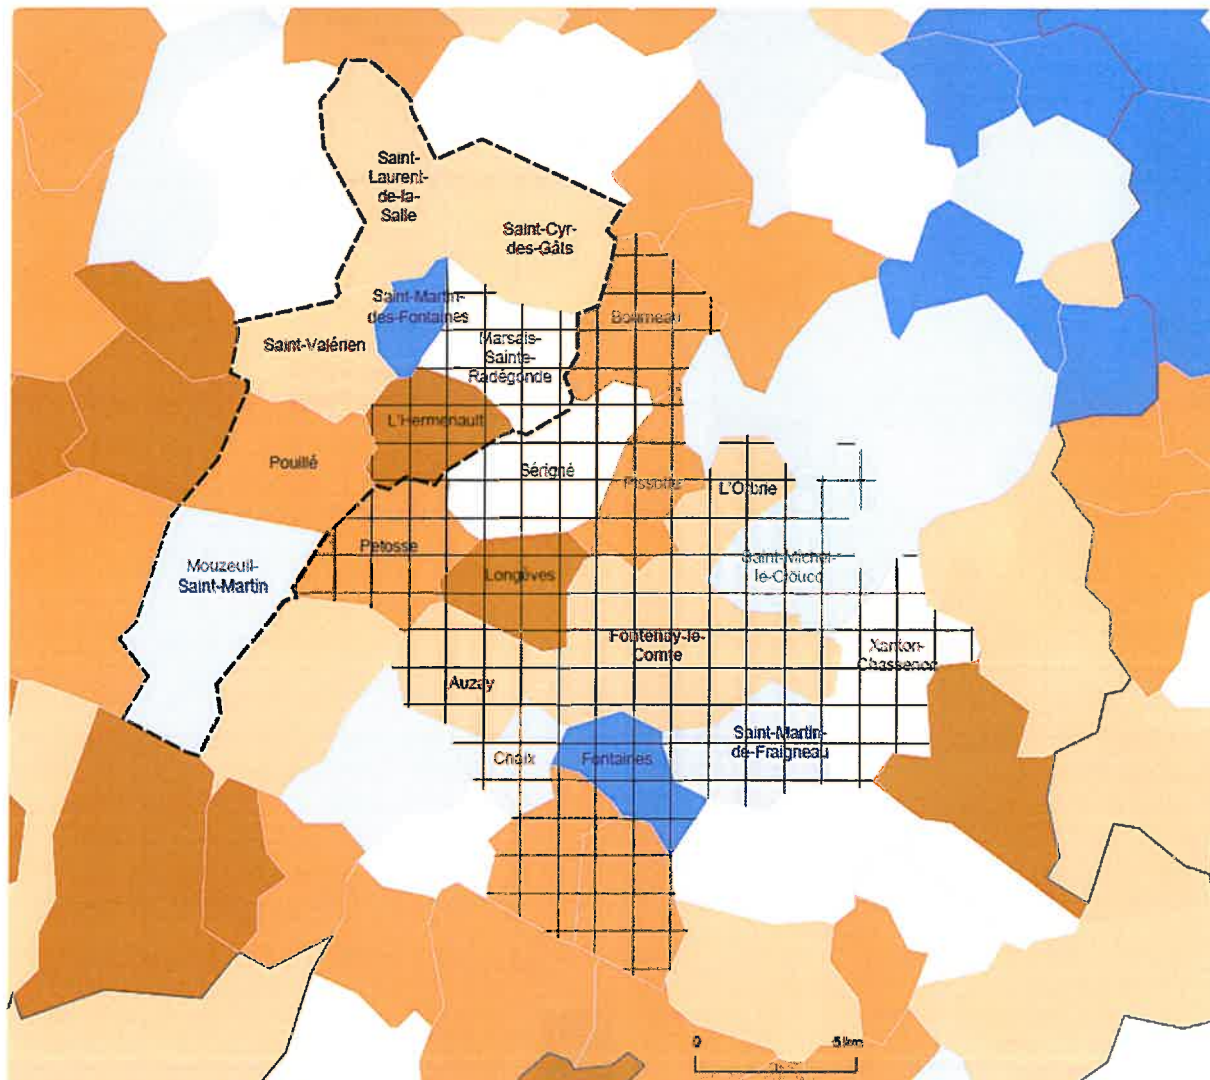 Saint-
Laurent-
de-la-
Salle
Saint-Cyr-
des-Gâts
Saint-Martin-
des-Fontaines
Bourneau
Saint-Valérien
Marsais-
Sainte-
Radégonde
L'Hermenault
Pouillé
Sérigné
Pissotte
L'Orbrie
Petosse
Mouzeuil-
Saint-Martin
Longèves
Saint-Michel-
le-Cloucq
Fontenay-le-
Comte
Xanton-
Chassenon
Auzay
Saint-Martin-
de-Fraigneau
Chaix
Fontaines
0 5 km